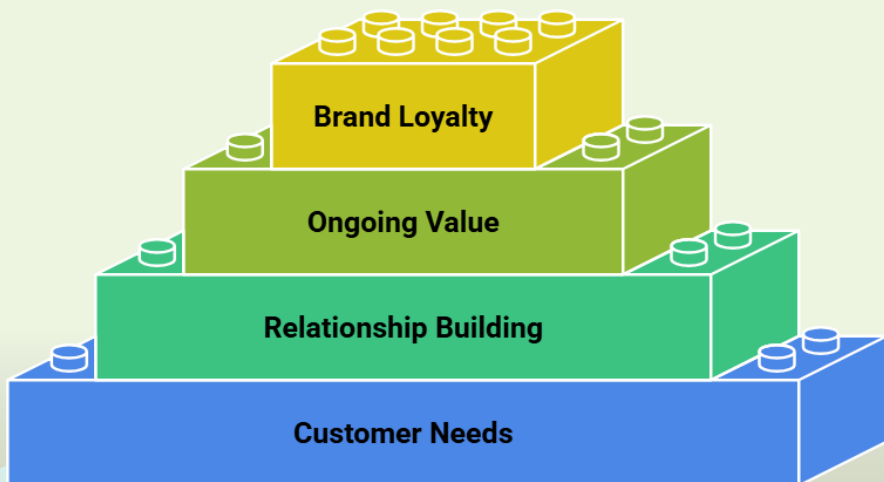 Brand Loyalty
Ongoing Value
Relationship Building
Customer Needs